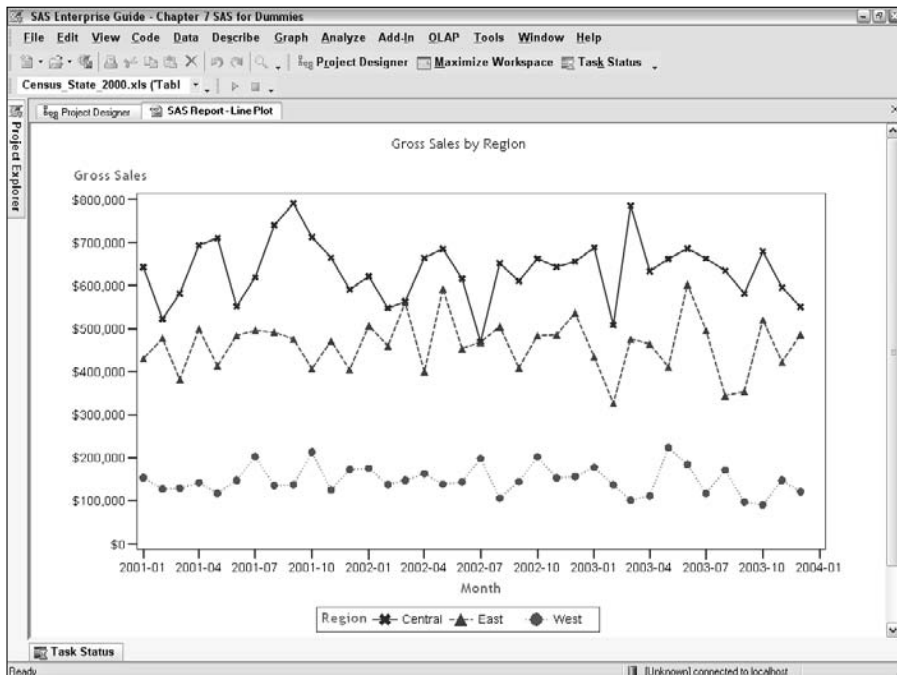 SAS Enterprise Guide - Chapter 7 SAS for Dummies
File Edit View Code Data Describe Graph Analyze Add-In OLAP Tools Window Help
Project Designer Maximize Workspace Task Status
Census_State_2000.xls ('Tabl
Project Designer SAS Report - Line Plot
Project Explorer
Gross Sales by Region
Gross Sales
$800,000
$700,000
$600,000
$500,000
$400,000
$300,000
$200,000
$100,000
$0
2001-01 2001-04 2001-07 2001-10 2002-01 2002-04 2002-07 2002-10 2003-01 2003-04 2003-07 2003-10 2004-01
Month
Region Central East West
Task Status
Ready [Unknown] connected to localhost